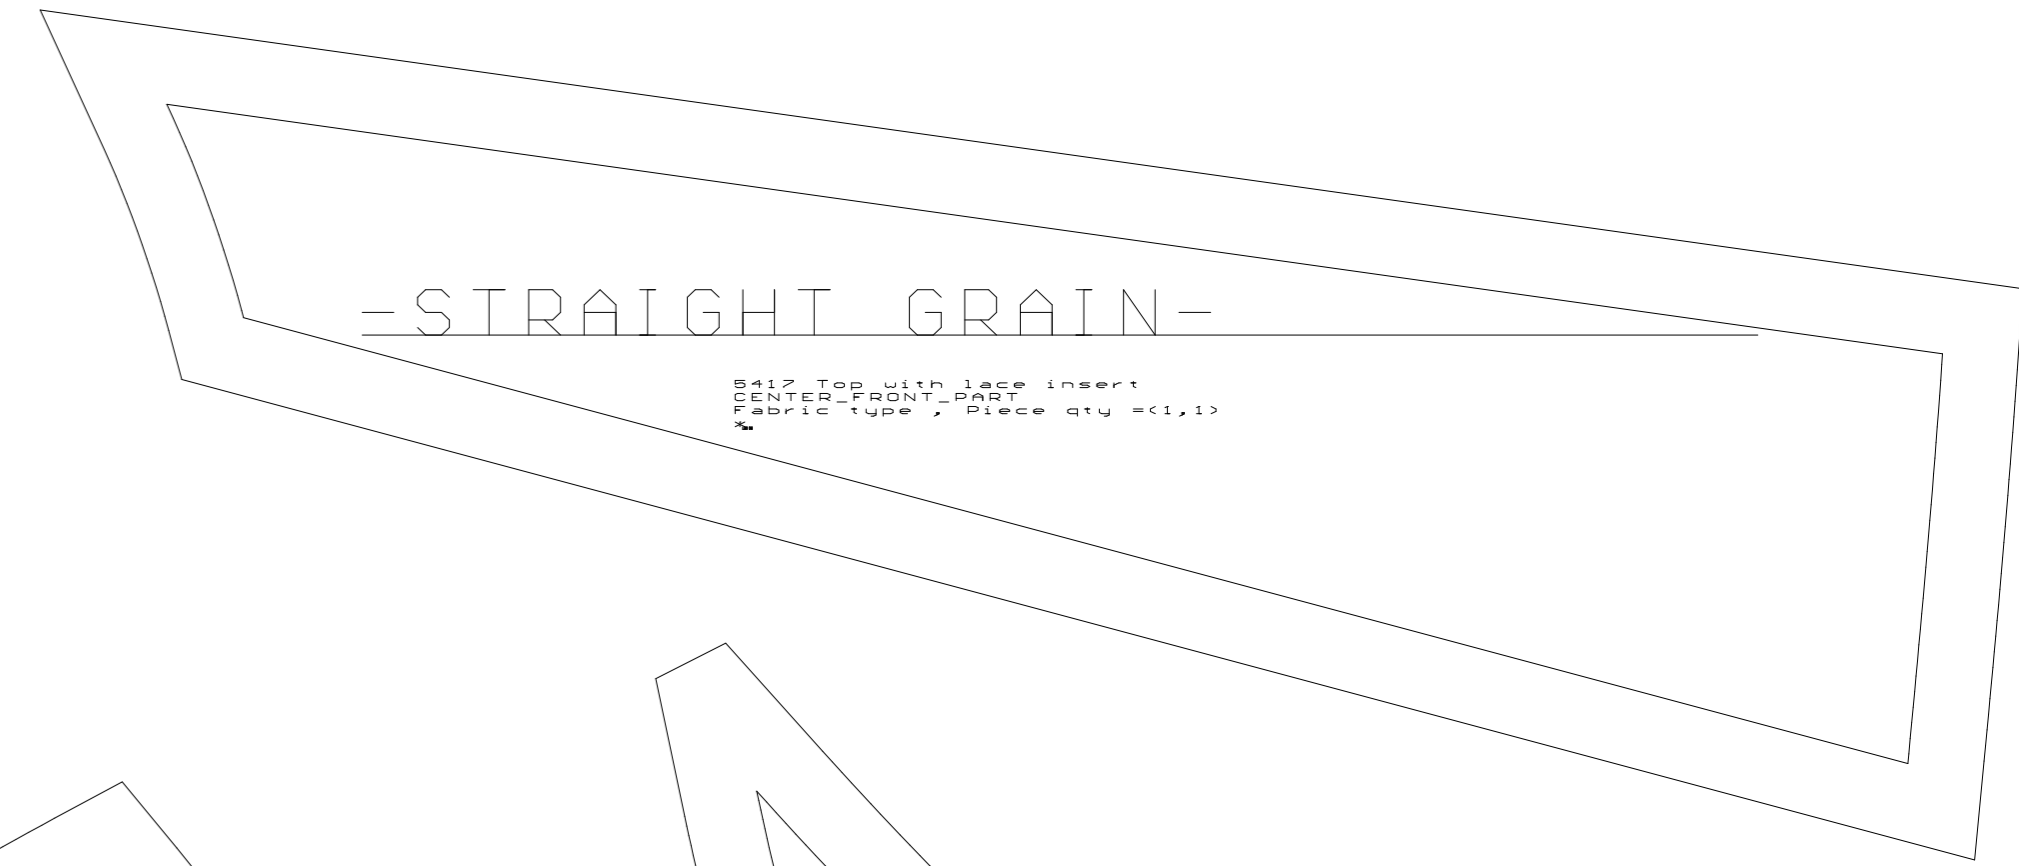 -STRAIGHT GRAIN-
5417 Top with lace insert
CENTER_FRONT_PART
Fabric type , Piece qty =(1,1)
*